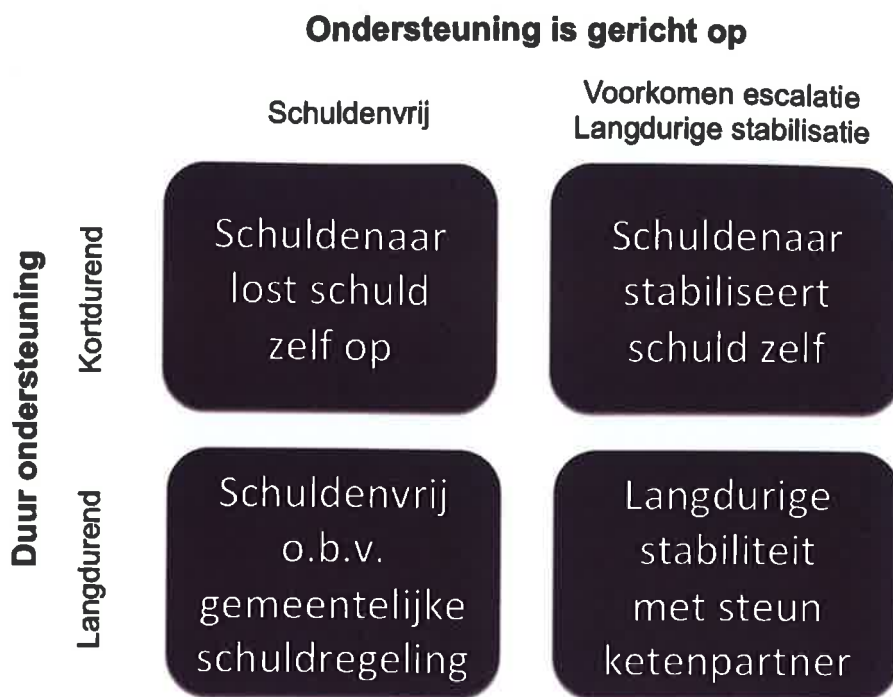 Ondersteuning is gericht op
Schuldenvrij
Voorkomen escalatie
Langdurige stabilisatie
Duur ondersteuning
Kortdurend
Schuldenaar
lost schuld
zelf op
Schuldenaar
stabiliseert
schuld zelf
Langdurend
Schuldenvrij
o.b.v.
gemeentelijke
schuldregeling
Langdurige
stabiliteit
met steun
ketenpartner